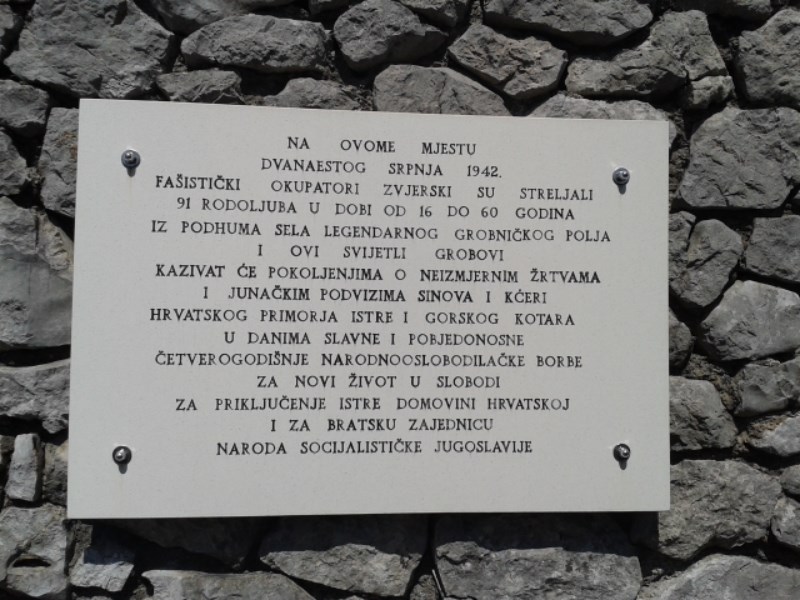 NA OVOME MJESTU
DVANAESTOG SRPNJA 1942.
FAŠISTIČKI OKUPATORI ZVJERSKI SU STRELJALI
91 RODOLJUBA U DOBI OD 16 DO 60 GODINA
IZ PODHUMA SELA LEGENDARNOG GROBNIČKOG POLJA
I OVI SVIJETLI GROBOVI
KAZIVAT ĆE POKOLJENJIMA O NEIZMJERNIM ŽRTVAMA
I JUNAČKIM PODVIZIMA SINOVA I KĆERI
HRVATSKOG PRIMORJA ISTRE I GORSKOG KOTARA
U DANIMA SLAVNE I POBJEDONOSNE
ČETVEROGODIŠNJE NARODNOOSLOBODILAČKE BORBE
ZA NOVI ŽIVOT U SLOBODI
ZA PRIKLJUČENJE ISTRE DOMOVINI HRVATSKOJ
I ZA BRATSKU ZAJEDNICU
NARODA SOCIJALISTIČKE JUGOSLAVIJE